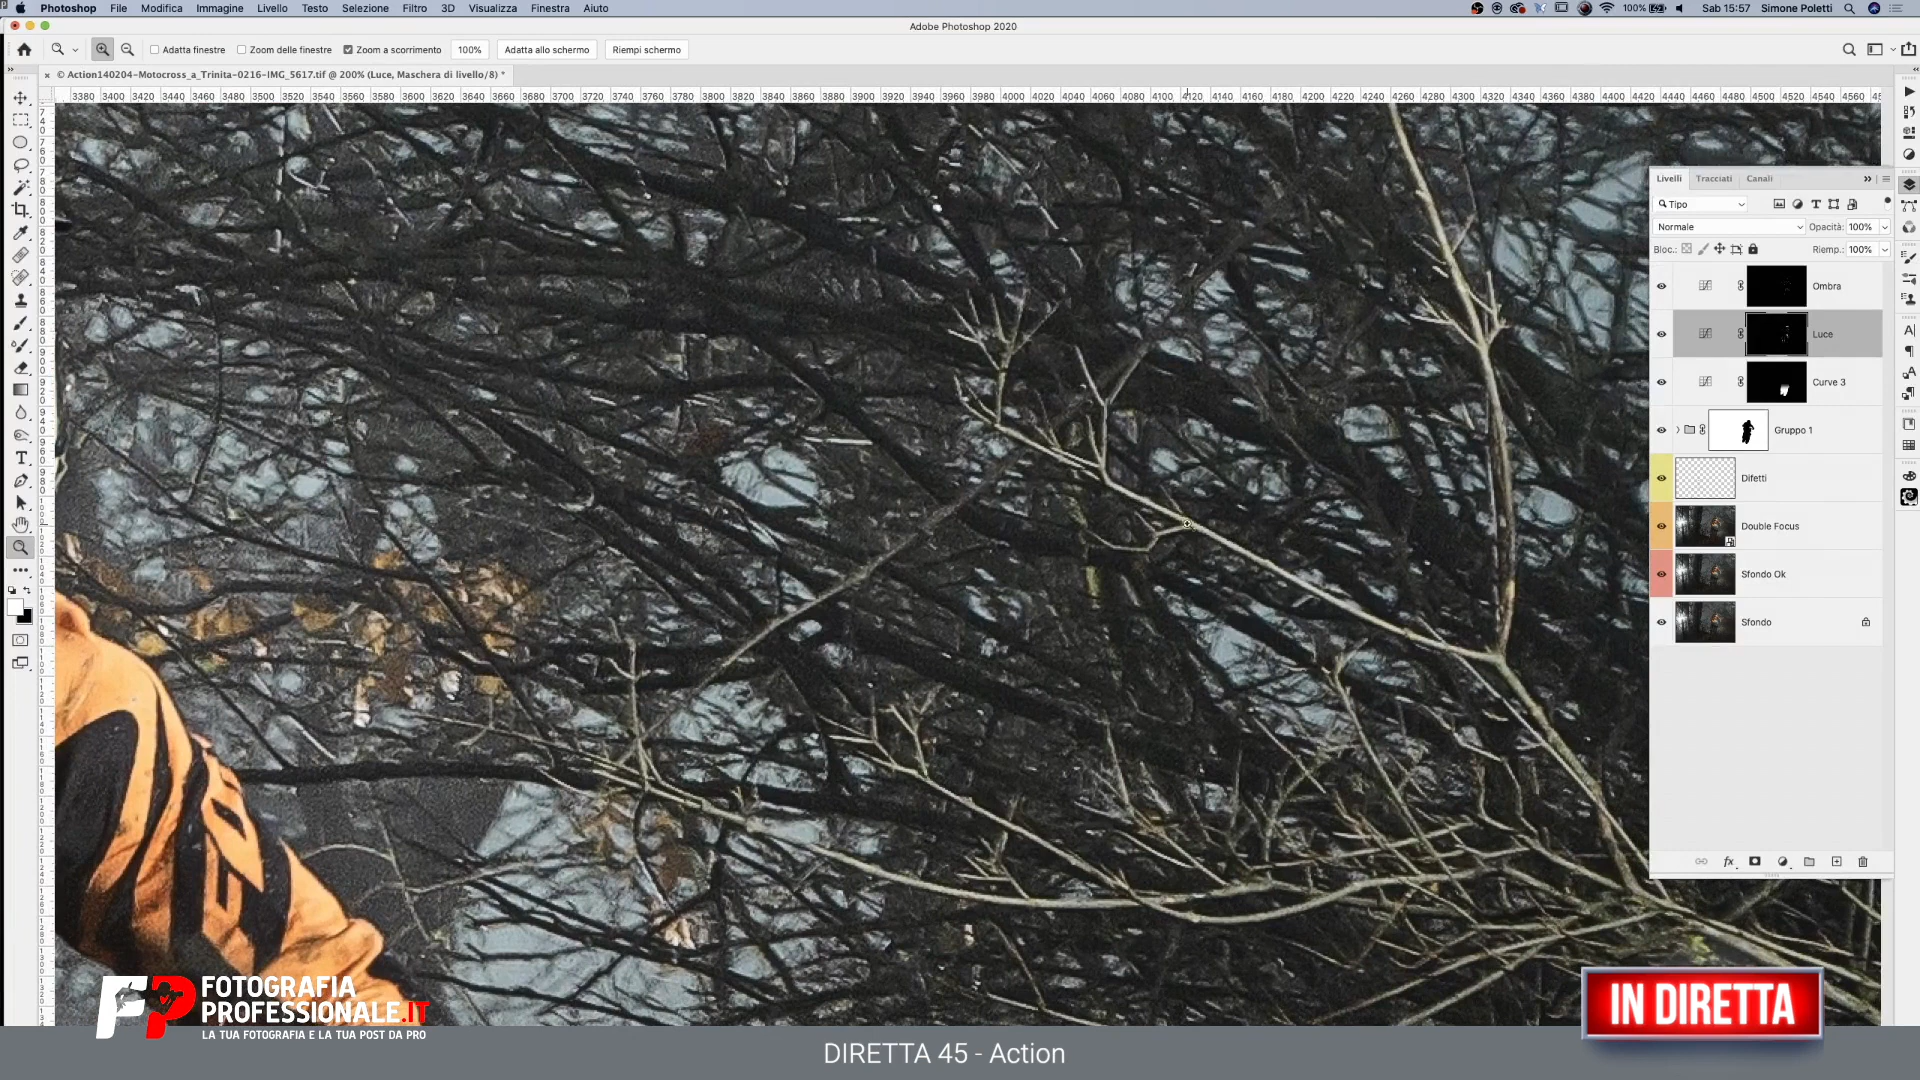 Photoshop File Modifica Immagine Livello Testo Selezione Filtro 3D Visualizza Finestra Aiuto 100% Sab 15:57 Simone Poletti
Adobe Photoshop 2020
Adatta finestre Zoom delle finestre Zoom a scorrimento 100% Adatta allo schermo Riempi schermo
× © Action140204-Motocross_a_Trinita-0216-IMG_5617.tif @ 200% (Luce, Maschera di livello/8) *
3380 3400 3420 3440 3460 3480 3500 3520 3540 3560 3580 3600 3620 3640 3660 3680 3700 3720 3740 3760 3780 3800 3820 3840 3860 3880 3900 3920 3940 3960 3980 4000 4020 4040 4060 4080 4100 4120 4140 4160 4180 4200 4220 4240 4260 4280 4300 4320 4340 4360 4380 4400 4420 4440 4460 4480 4500 4520 4540 4560
Livelli Tracciati Canali
Tipo
Normale Opacità: 100%
Bloc.: Riemp.: 100%
Ombra
Luce
Curve 3
Gruppo 1
Difetti
Double Focus
Sfondo Ok
Sfondo
fx
FP FOTOGRAFIA
PROFESSIONALE.IT
LA TUA FOTOGRAFIA E LA TUA POST DA PRO
IN DIRETTA
DIRETTA 45 - Action